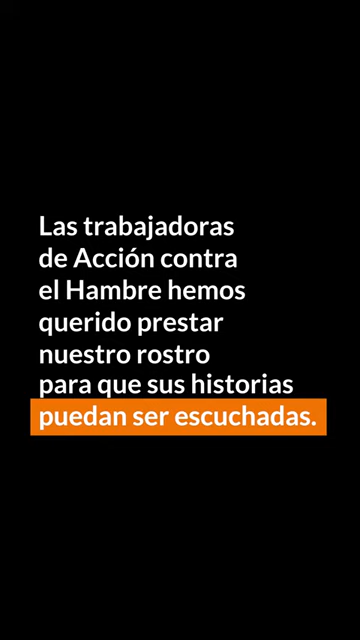 Las trabajadoras
de Acción contra
el Hambre hemos
querido prestar
nuestro rostro
para que sus historias
puedan ser escuchadas.